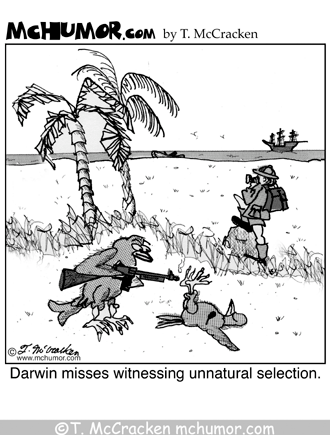 McHUMOR.com by T. McCracken
© T. McCracken
www.mchumor.com
Darwin misses witnessing unnatural selection.
©T. McCracken mchumor.com